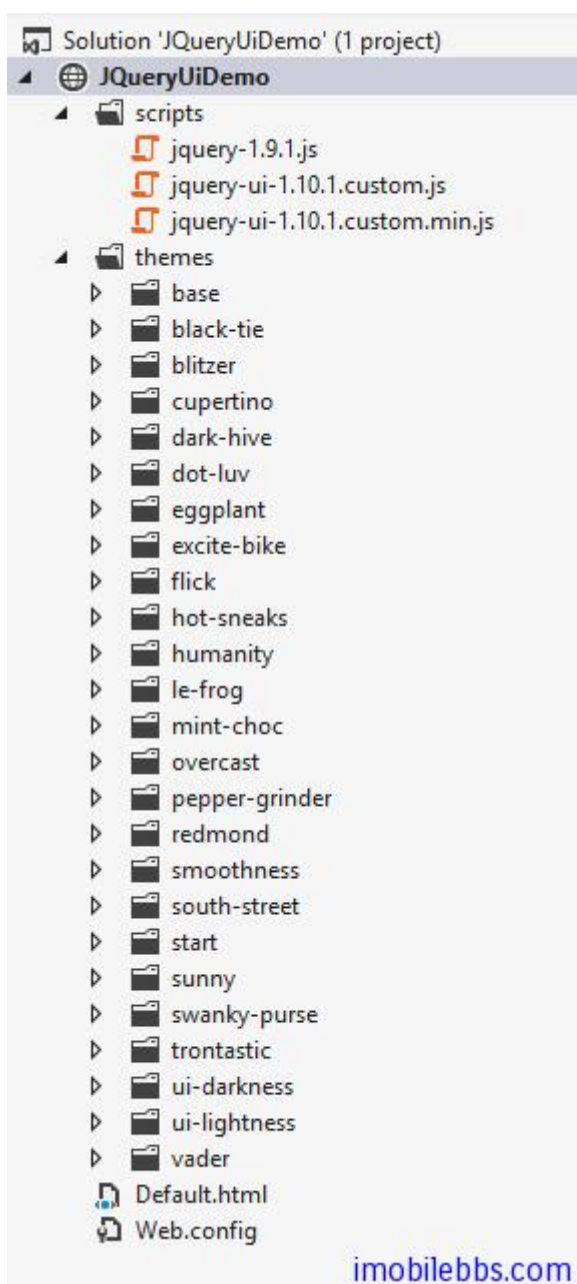 Solution 'JQueryUiDemo' (1 project)
JQueryUiDemo
scripts
jquery-1.9.1.js
jquery-ui-1.10.1.custom.js
jquery-ui-1.10.1.custom.min.js
themes
base
black-tie
blitzer
cupertino
dark-hive
dot-luv
eggplant
excite-bike
flick
hot-sneaks
humanity
le-frog
mint-choc
overcast
pepper-grinder
redmond
smoothness
south-street
start
sunny
swanky-purse
trontastic
ui-darkness
ui-lightness
vader
Default.html
Web.config
imobilebbs.com